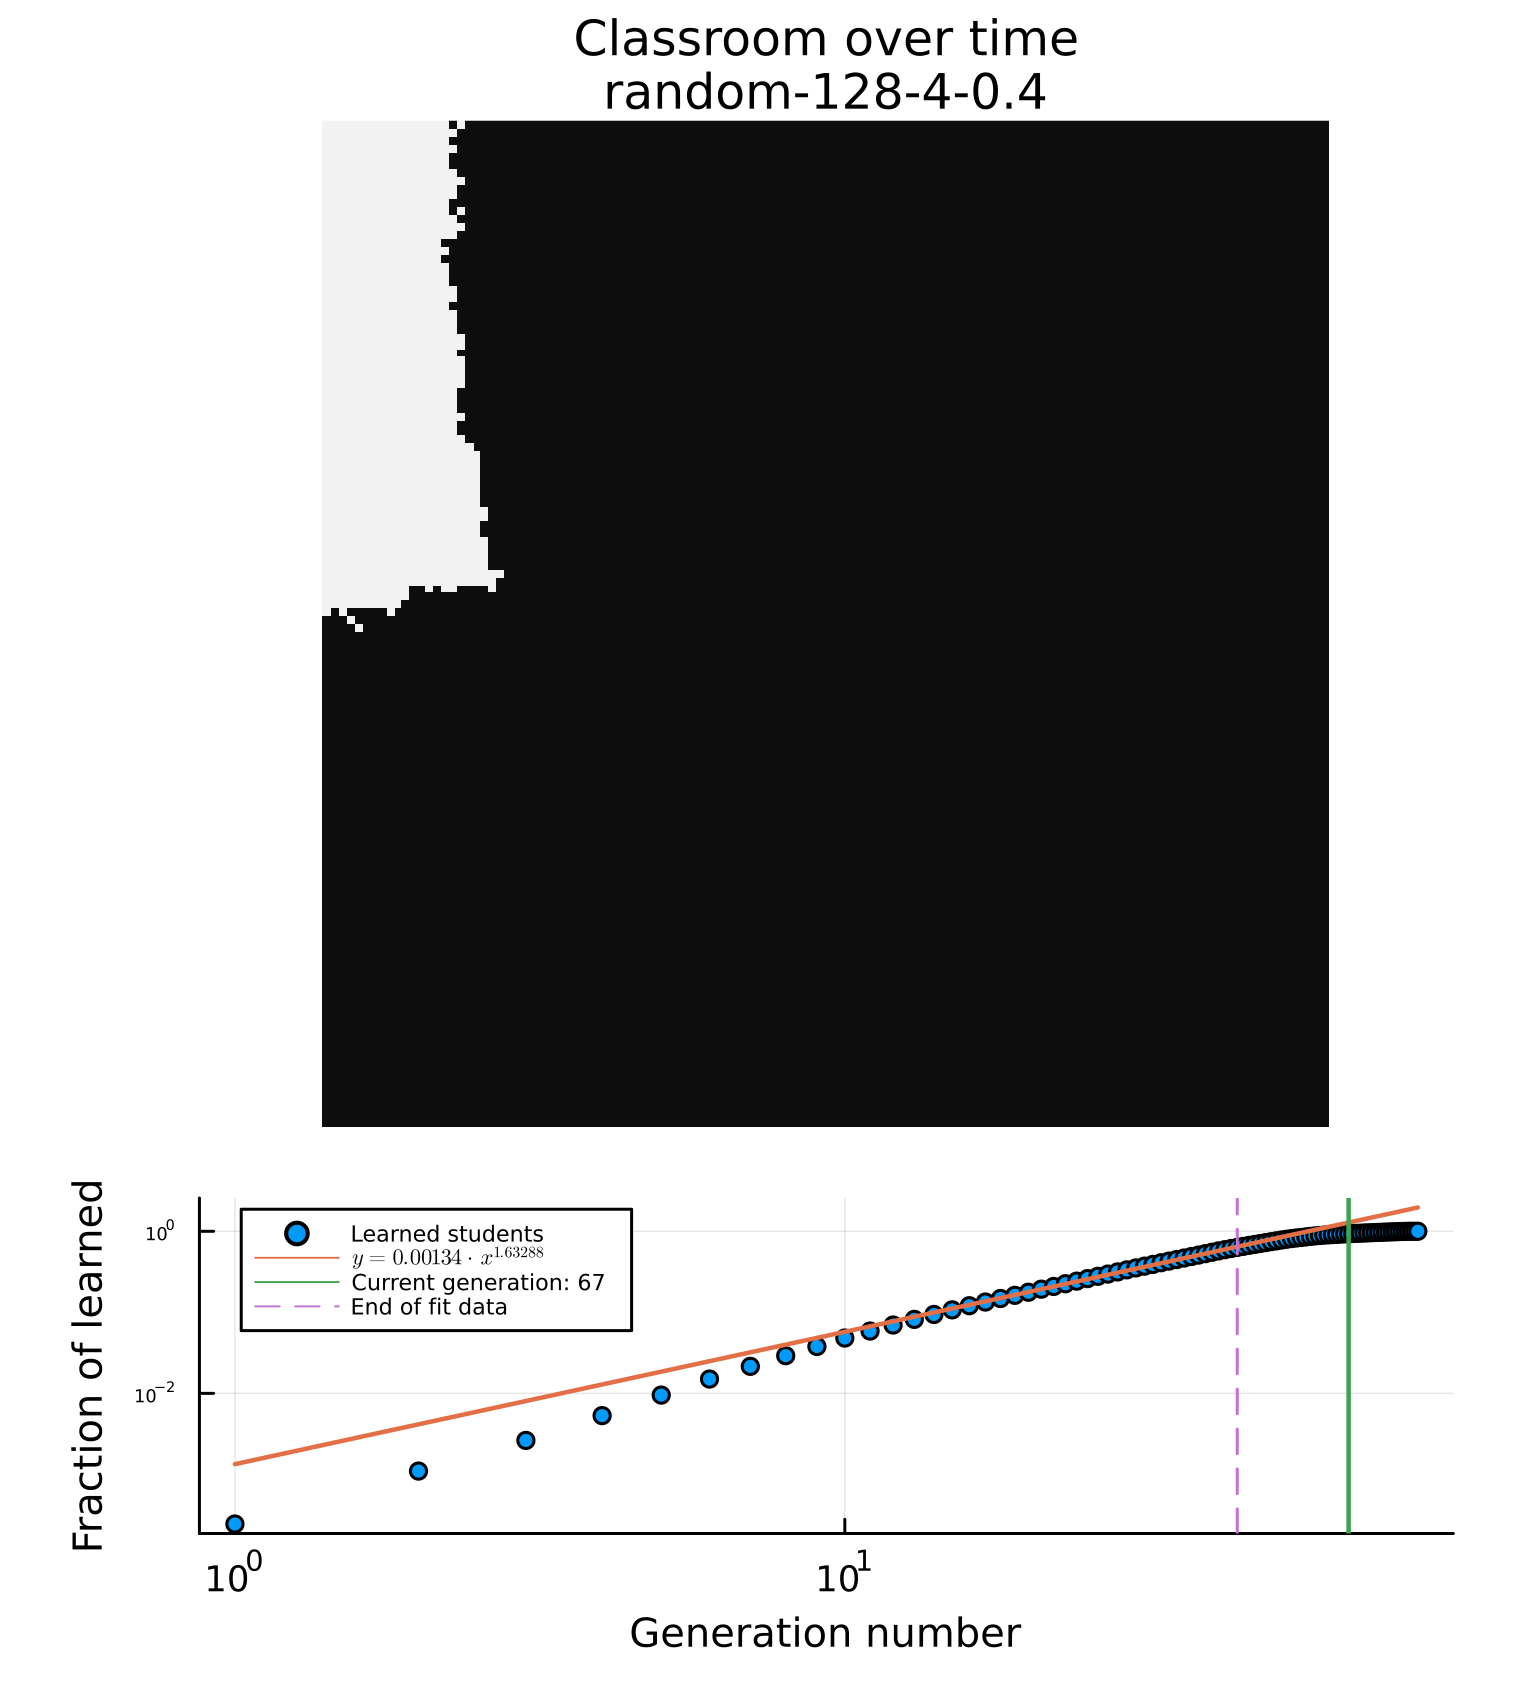 Classroom over time
random-128-4-0.4
Fraction of learned
10^0
10^−2
Learned students
y = 0.00134 · x^1.63288
Current generation: 67
End of fit data
10^0
10^1
Generation number